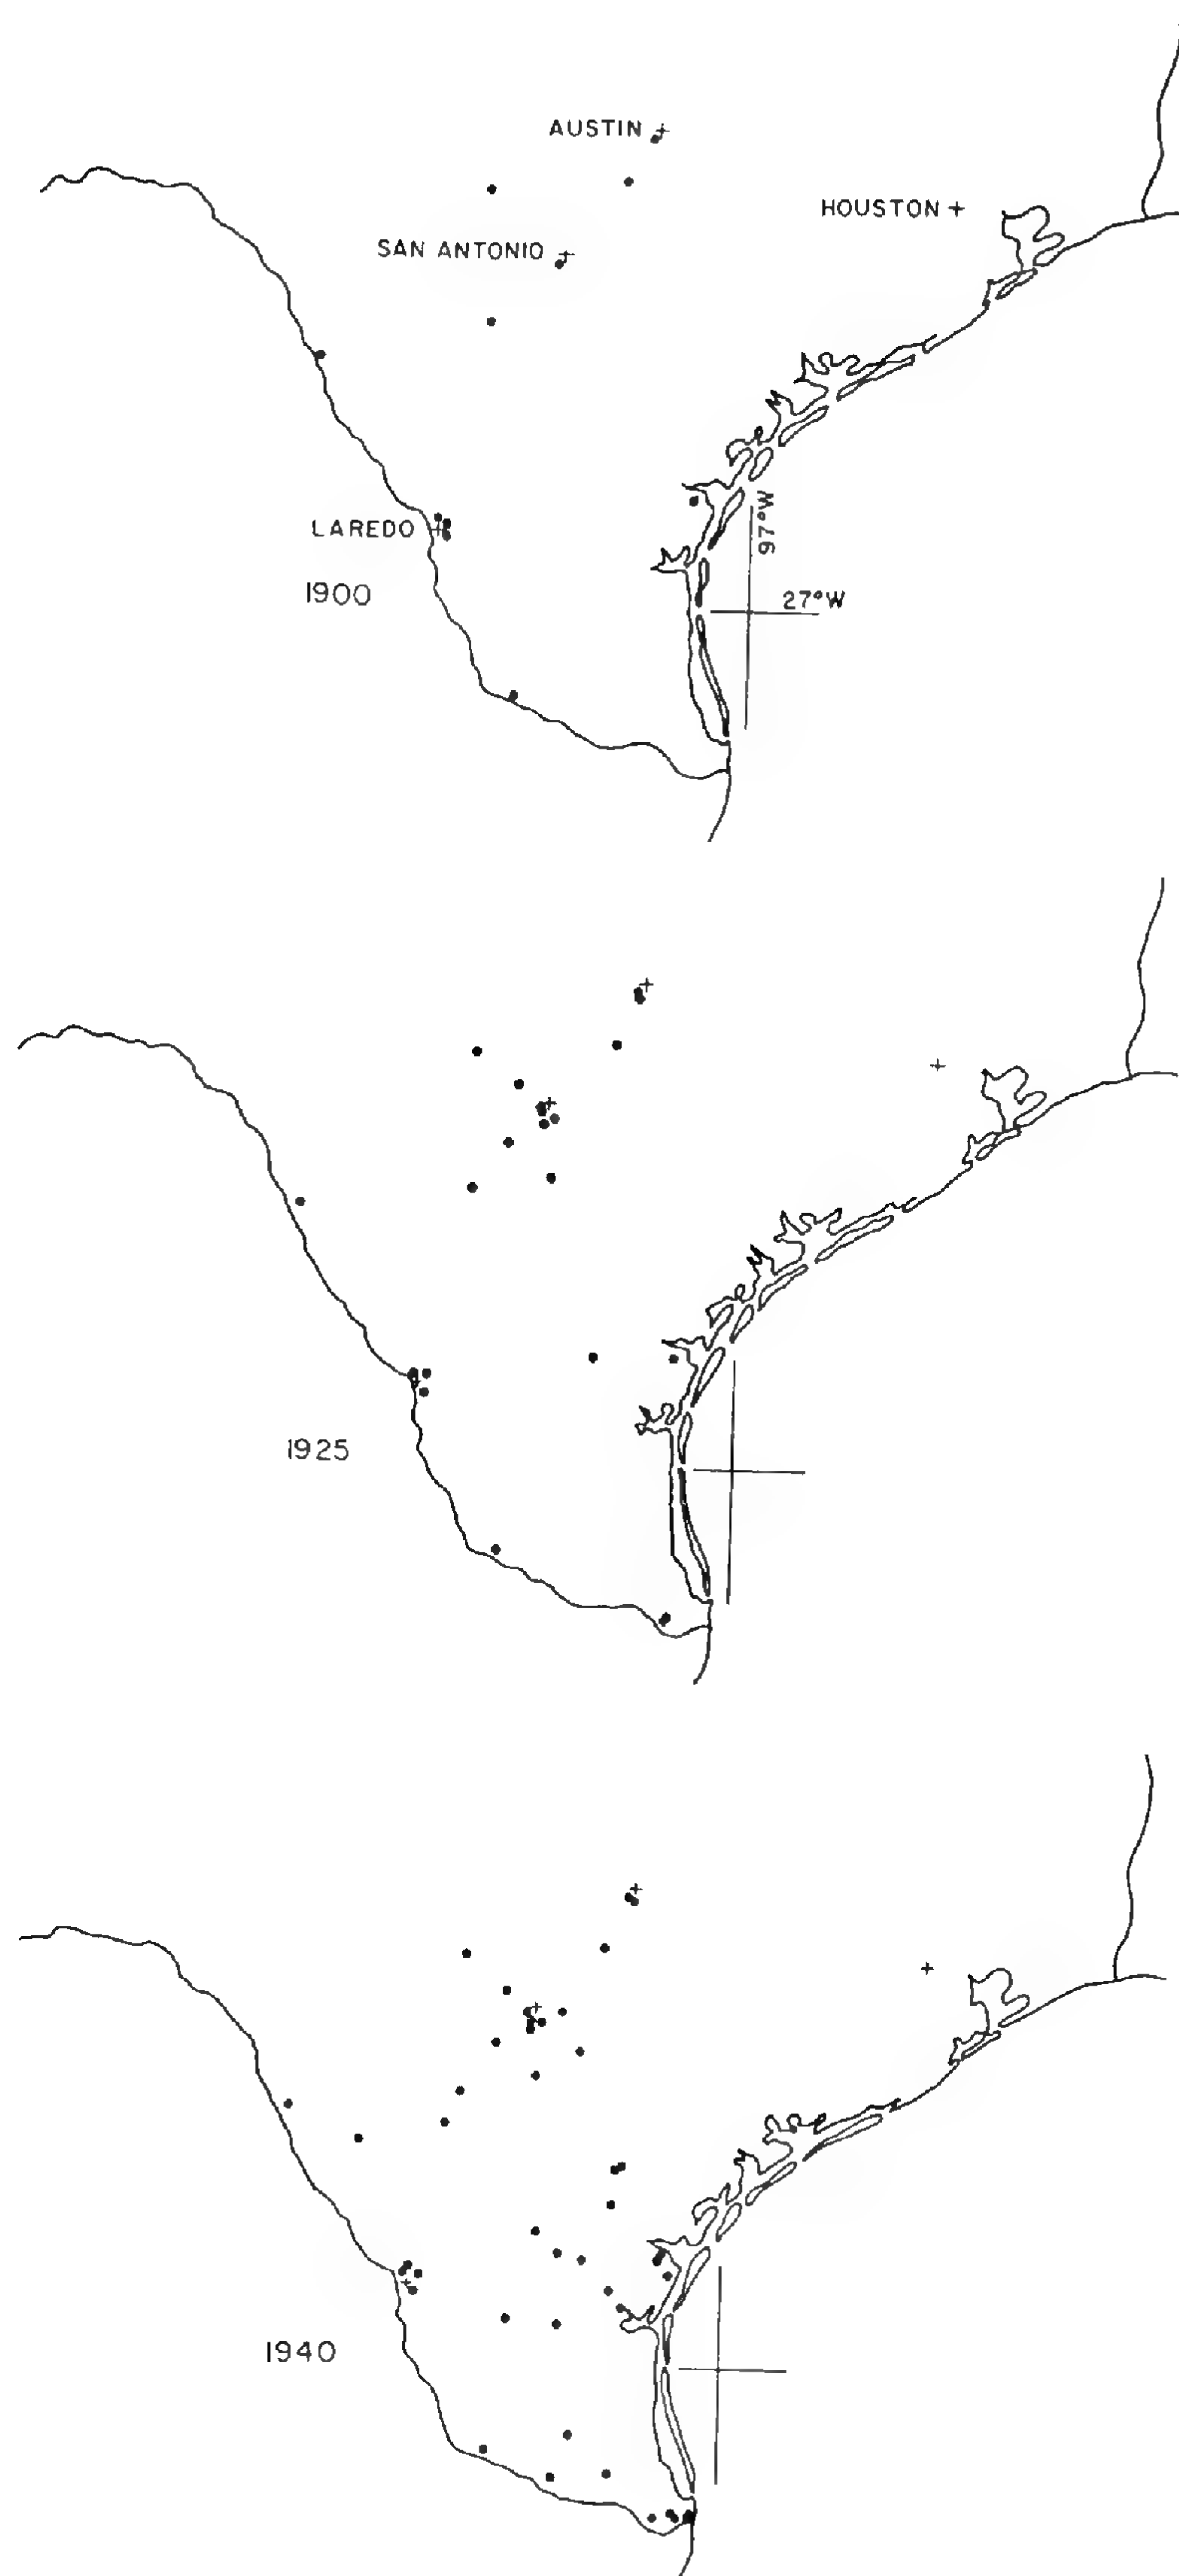 AUSTIN
HOUSTON
SAN ANTONIO
LAREDO
97°W
1900
27°W
1925
1940